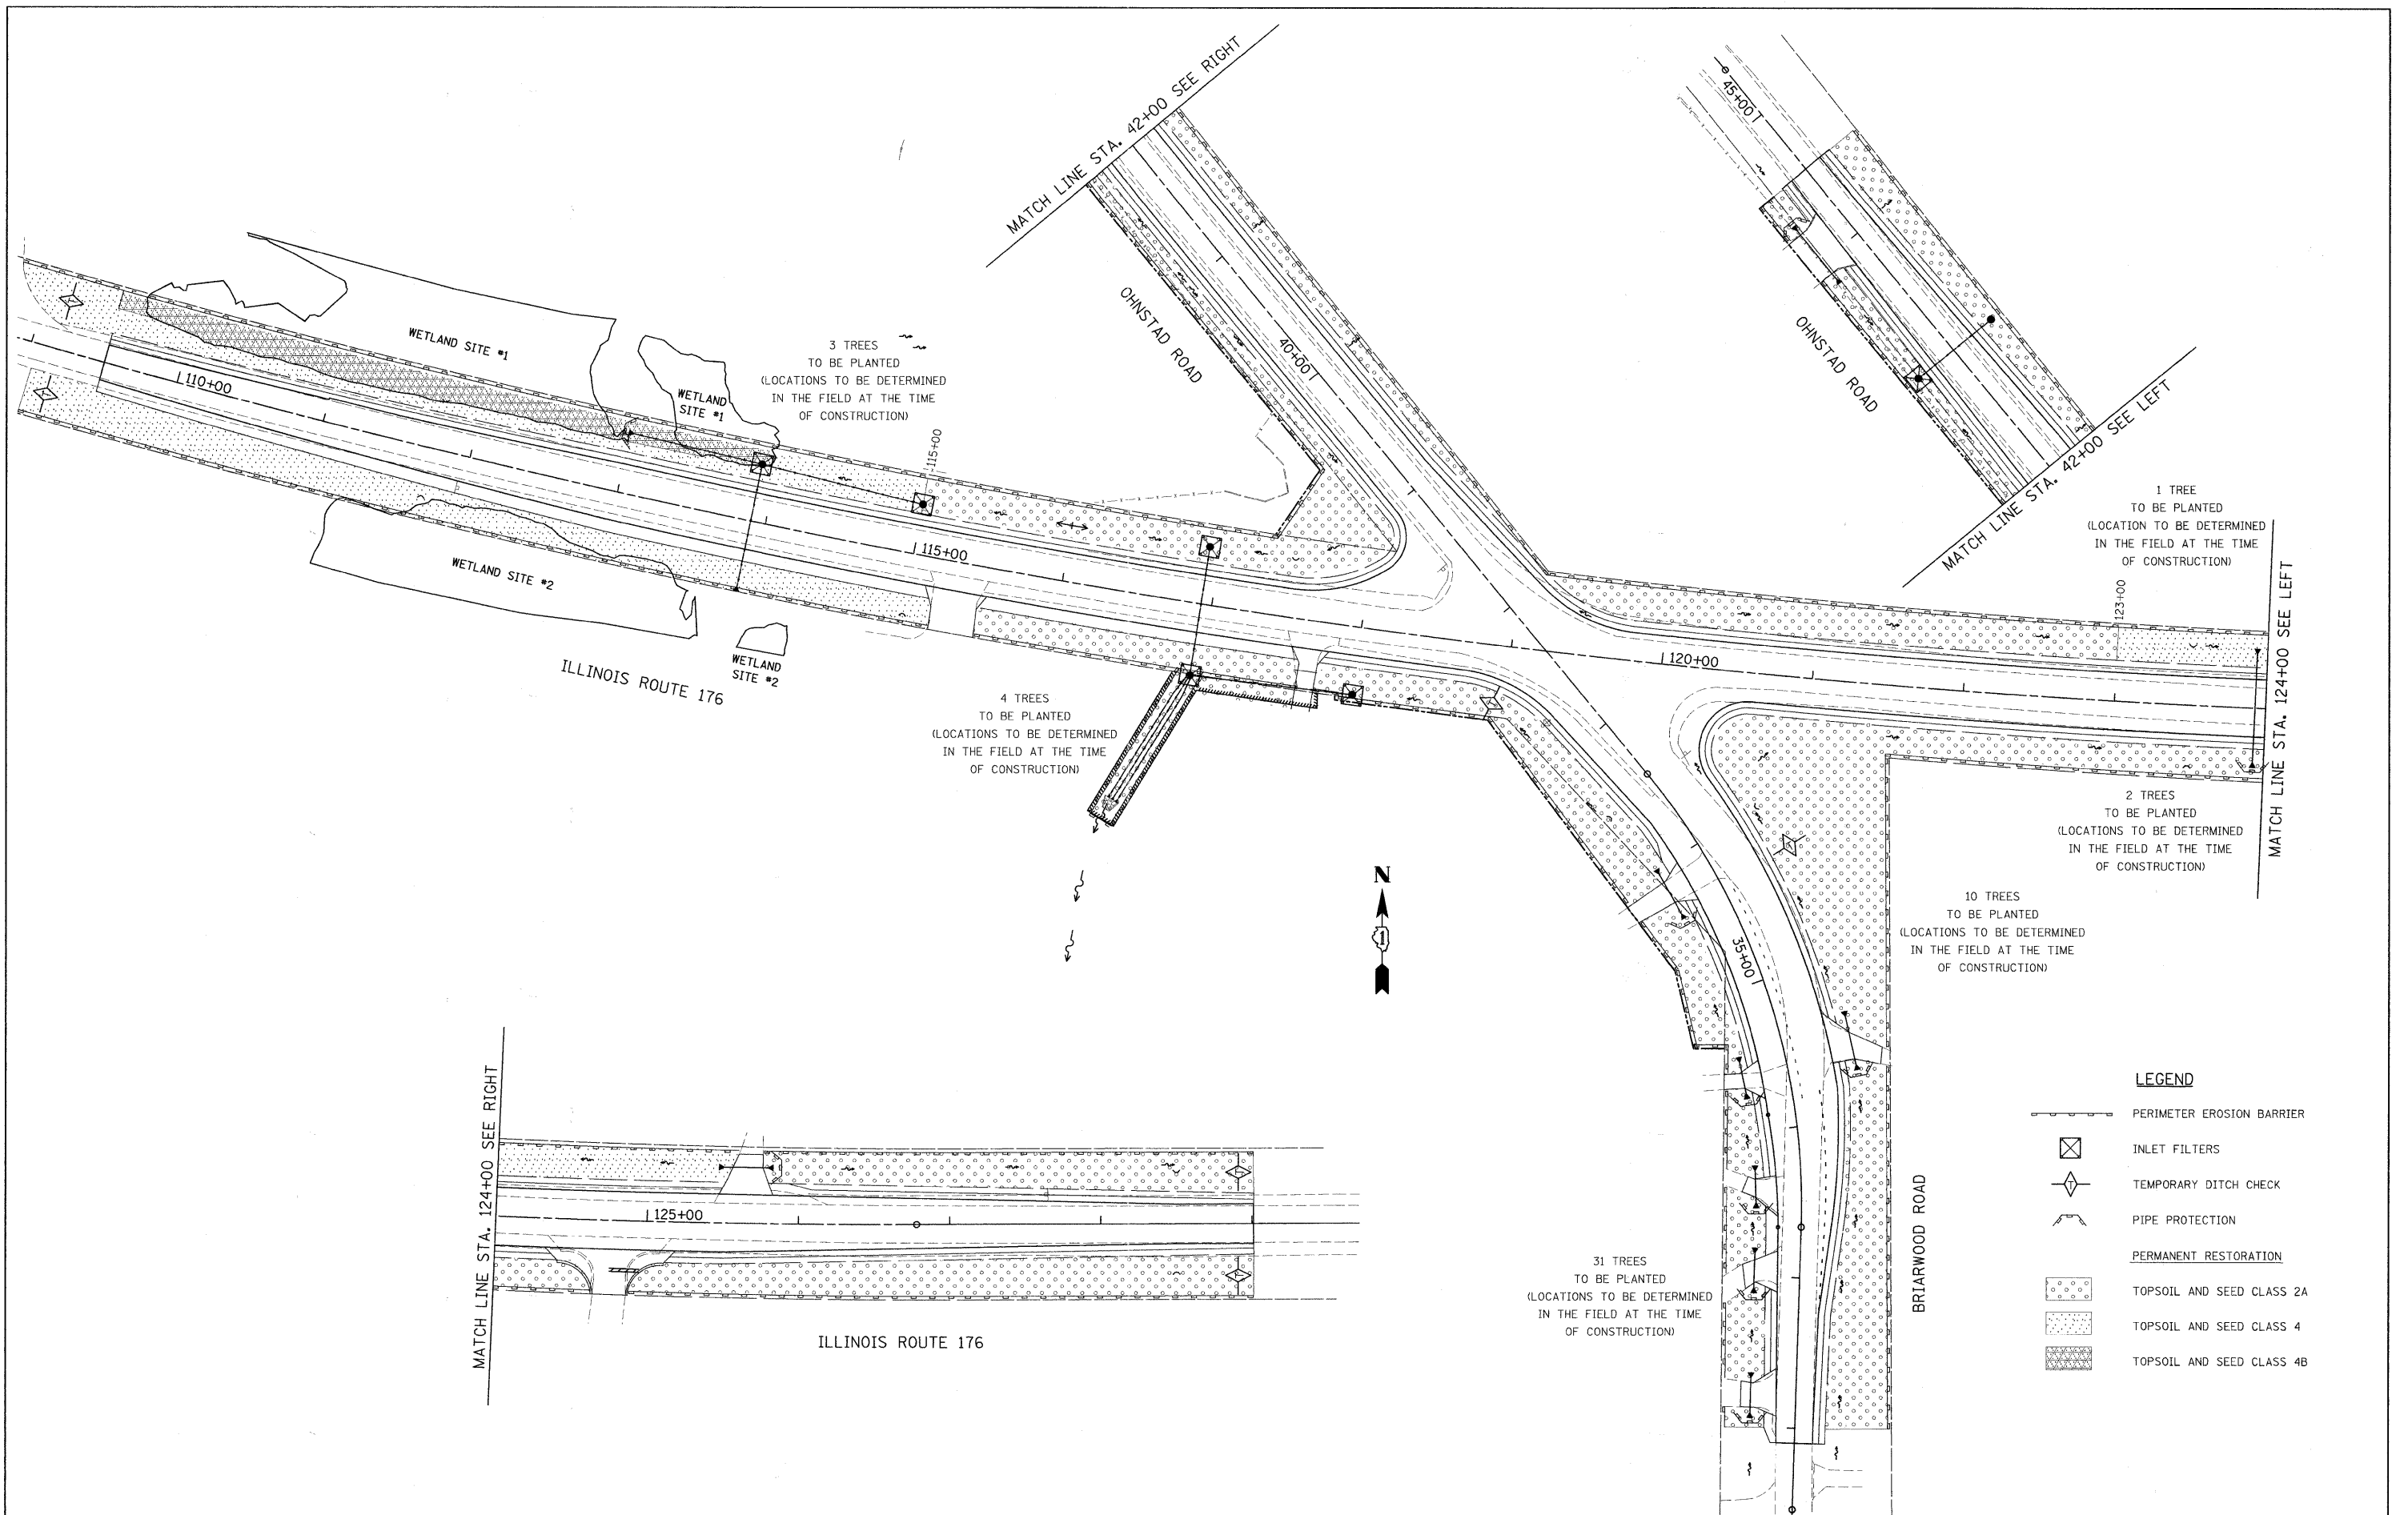 MATCH LINE STA. 42+00 SEE RIGHT
45+00
OHNSTAD ROAD
40+00
OHNSTAD ROAD
MATCH LINE STA. 42+00 SEE LEFT
WETLAND SITE #1
110+00
WETLAND
SITE #1
3 TREES
TO BE PLANTED
(LOCATIONS TO BE DETERMINED
IN THE FIELD AT THE TIME
OF CONSTRUCTION)
115+00
115+00
1 TREE
TO BE PLANTED
(LOCATION TO BE DETERMINED
IN THE FIELD AT THE TIME
OF CONSTRUCTION)
123+00
MATCH LINE STA. 124+00 SEE LEFT
WETLAND SITE #2
WETLAND
SITE #2
ILLINOIS ROUTE 176
120+00
4 TREES
TO BE PLANTED
(LOCATIONS TO BE DETERMINED
IN THE FIELD AT THE TIME
OF CONSTRUCTION)
2 TREES
TO BE PLANTED
(LOCATIONS TO BE DETERMINED
IN THE FIELD AT THE TIME
OF CONSTRUCTION)
10 TREES
TO BE PLANTED
(LOCATIONS TO BE DETERMINED
IN THE FIELD AT THE TIME
OF CONSTRUCTION)
N
1
35+00
MATCH LINE STA. 124+00 SEE RIGHT
125+00
ILLINOIS ROUTE 176
31 TREES
TO BE PLANTED
(LOCATIONS TO BE DETERMINED
IN THE FIELD AT THE TIME
OF CONSTRUCTION)
BRIARWOOD ROAD
LEGEND
PERIMETER EROSION BARRIER
INLET FILTERS
T
TEMPORARY DITCH CHECK
PIPE PROTECTION
PERMANENT RESTORATION
TOPSOIL AND SEED CLASS 2A
TOPSOIL AND SEED CLASS 4
TOPSOIL AND SEED CLASS 4B